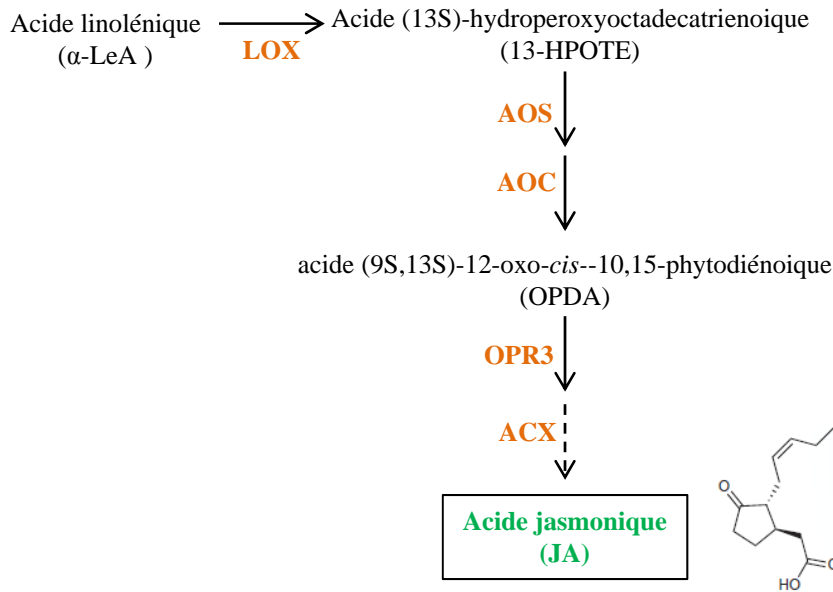 Acide linolénique
(α-LeA )
LOX
Acide (13S)-hydroperoxyoctadecatrienoique
(13-HPOTE)
AOS
AOC
acide (9S,13S)-12-oxo-cis--10,15-phytodiénoique
(OPDA)
OPR3
ACX
Acide jasmonique
(JA)
O
O
HO